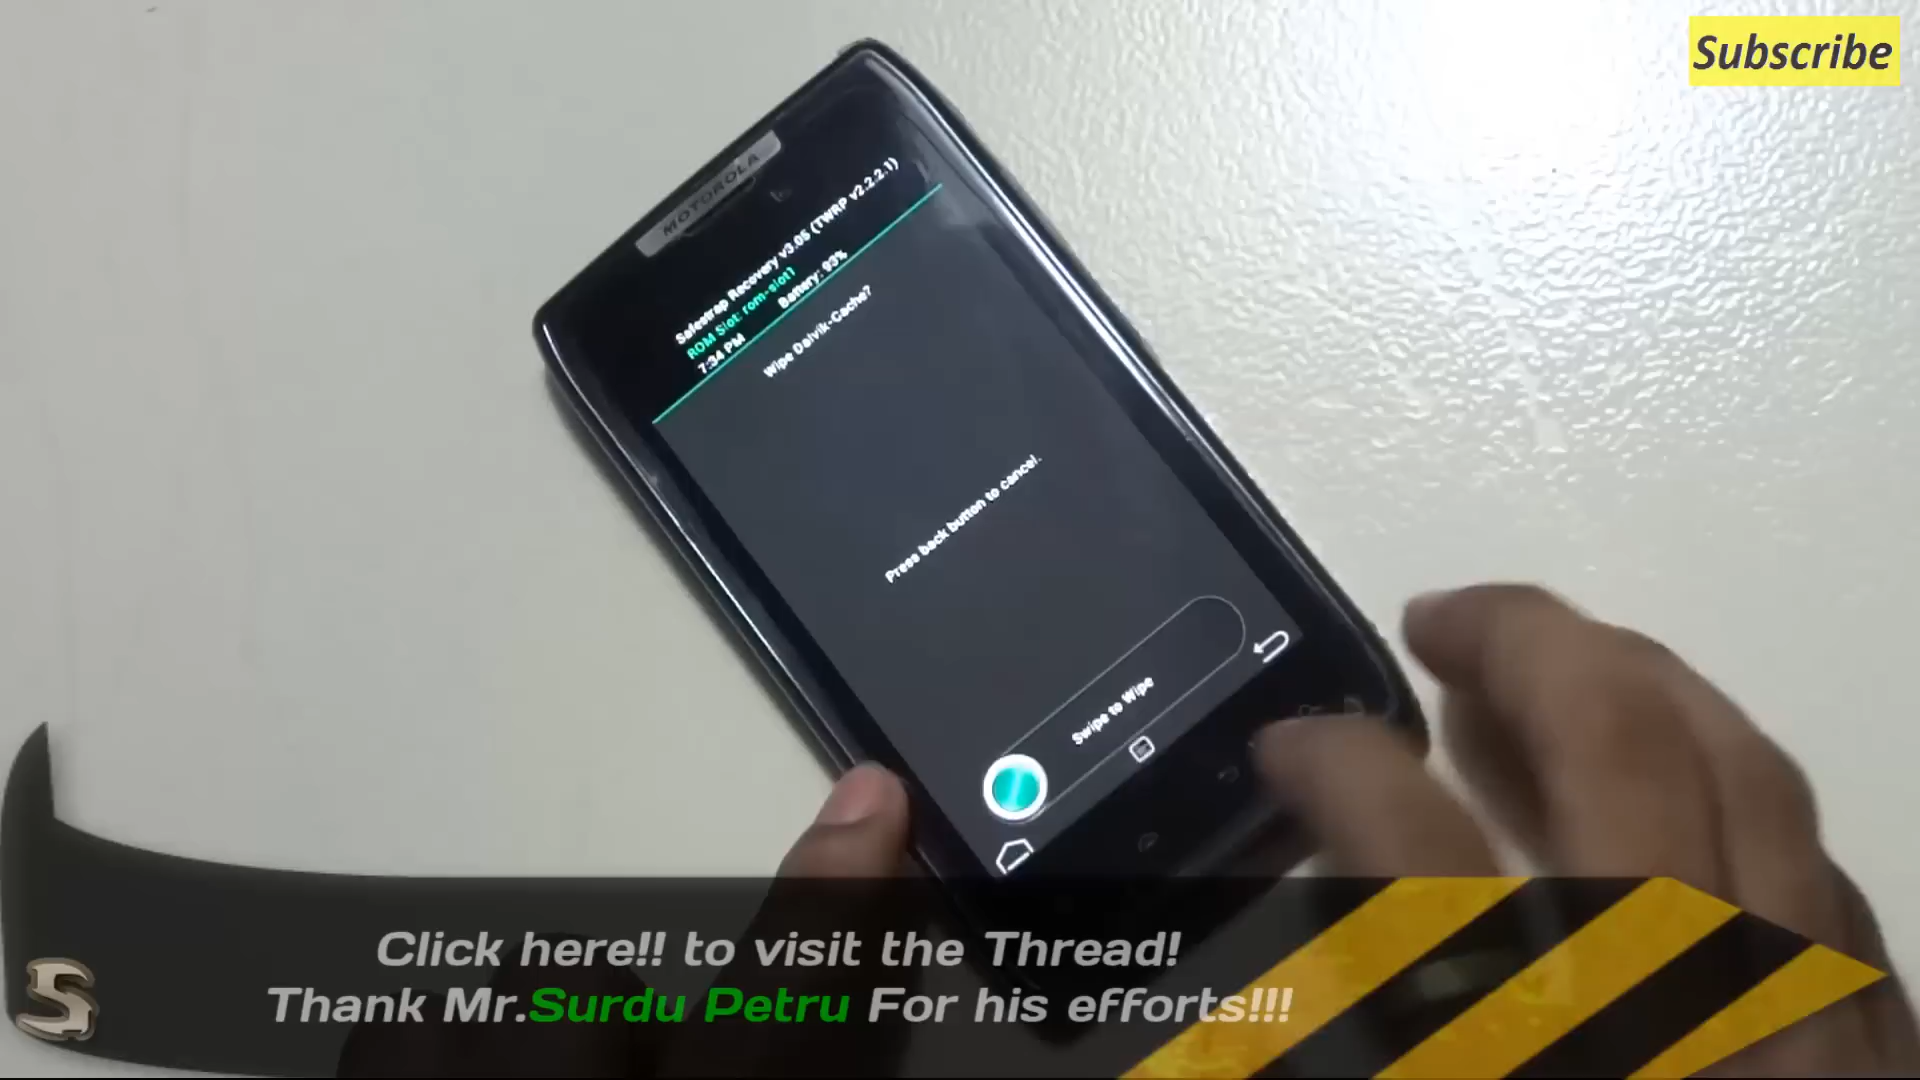 Subscribe
MOTOROLA
Safestrap Recovery v3.05 (TWRP v2.2.2.1)
ROM Slot: rom-slot1
7:34 PM Battery: 93%
Wipe Dalvik-Cache?
Press back button to cancel.
Swipe to Wipe
Click here!! to visit the Thread!
S
Thank Mr.Surdu Petru For his efforts!!!